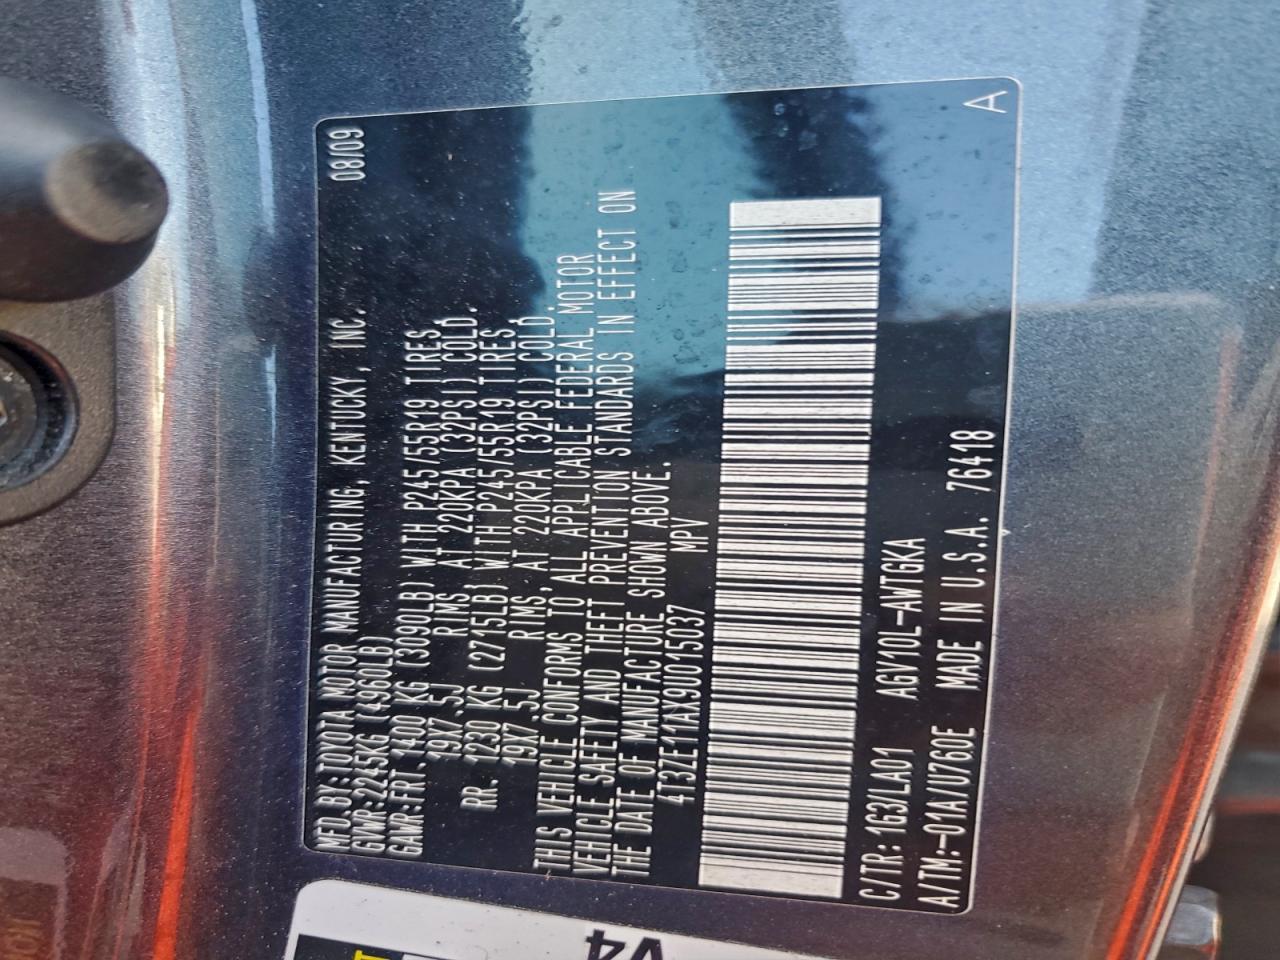 MFD.BY:TOYOTA MOTOR MANUFACTURING, KENTUCKY, INC. 08/09
GVWR:2245KG (4960LB)
GAWR:FRT. 1400 KG (3090LB) WITH P245/55R19 TIRES,
19X7.5J RIMS, AT 220KPA (32PSI) COLD.
RR. 1230 KG (2715LB) WITH P245/55R19 TIRES,
19X7.5J RIMS, AT 220KPA (32PSI) COLD.
THIS VEHICLE CONFORMS TO ALL APPLICABLE FEDERAL MOTOR
VEHICLE SAFETY AND THEFT PREVENTION STANDARDS IN EFFECT ON
THE DATE OF MANUFACTURE SHOWN ABOVE.
4T3ZE11AX9U015037 MPV
C/TR:1G3/LA01 AGV10L-AWTGKA
A/TM:-01A/U760E MADE IN U.S.A. 76418
A
V4